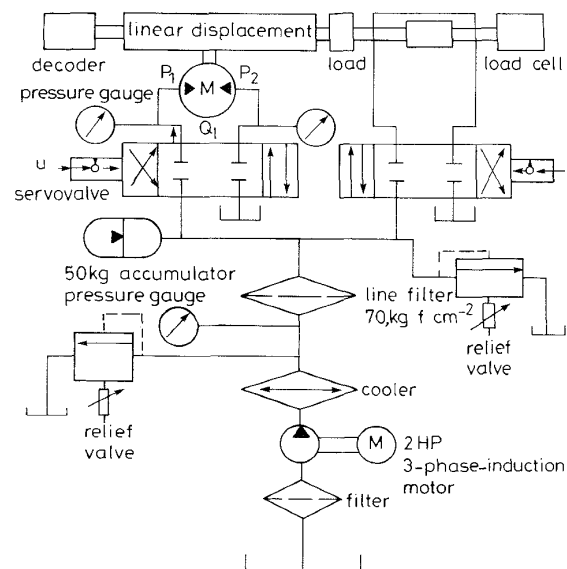 linear displacement
decoder
load
load cell
P1
P2
M
pressure gauge
Q1
u
servovalve
50kg accumulator
pressure gauge
line filter
70,kg f cm-2
relief
valve
cooler
relief
valve
M
2 HP
3-phase-induction
motor
filter